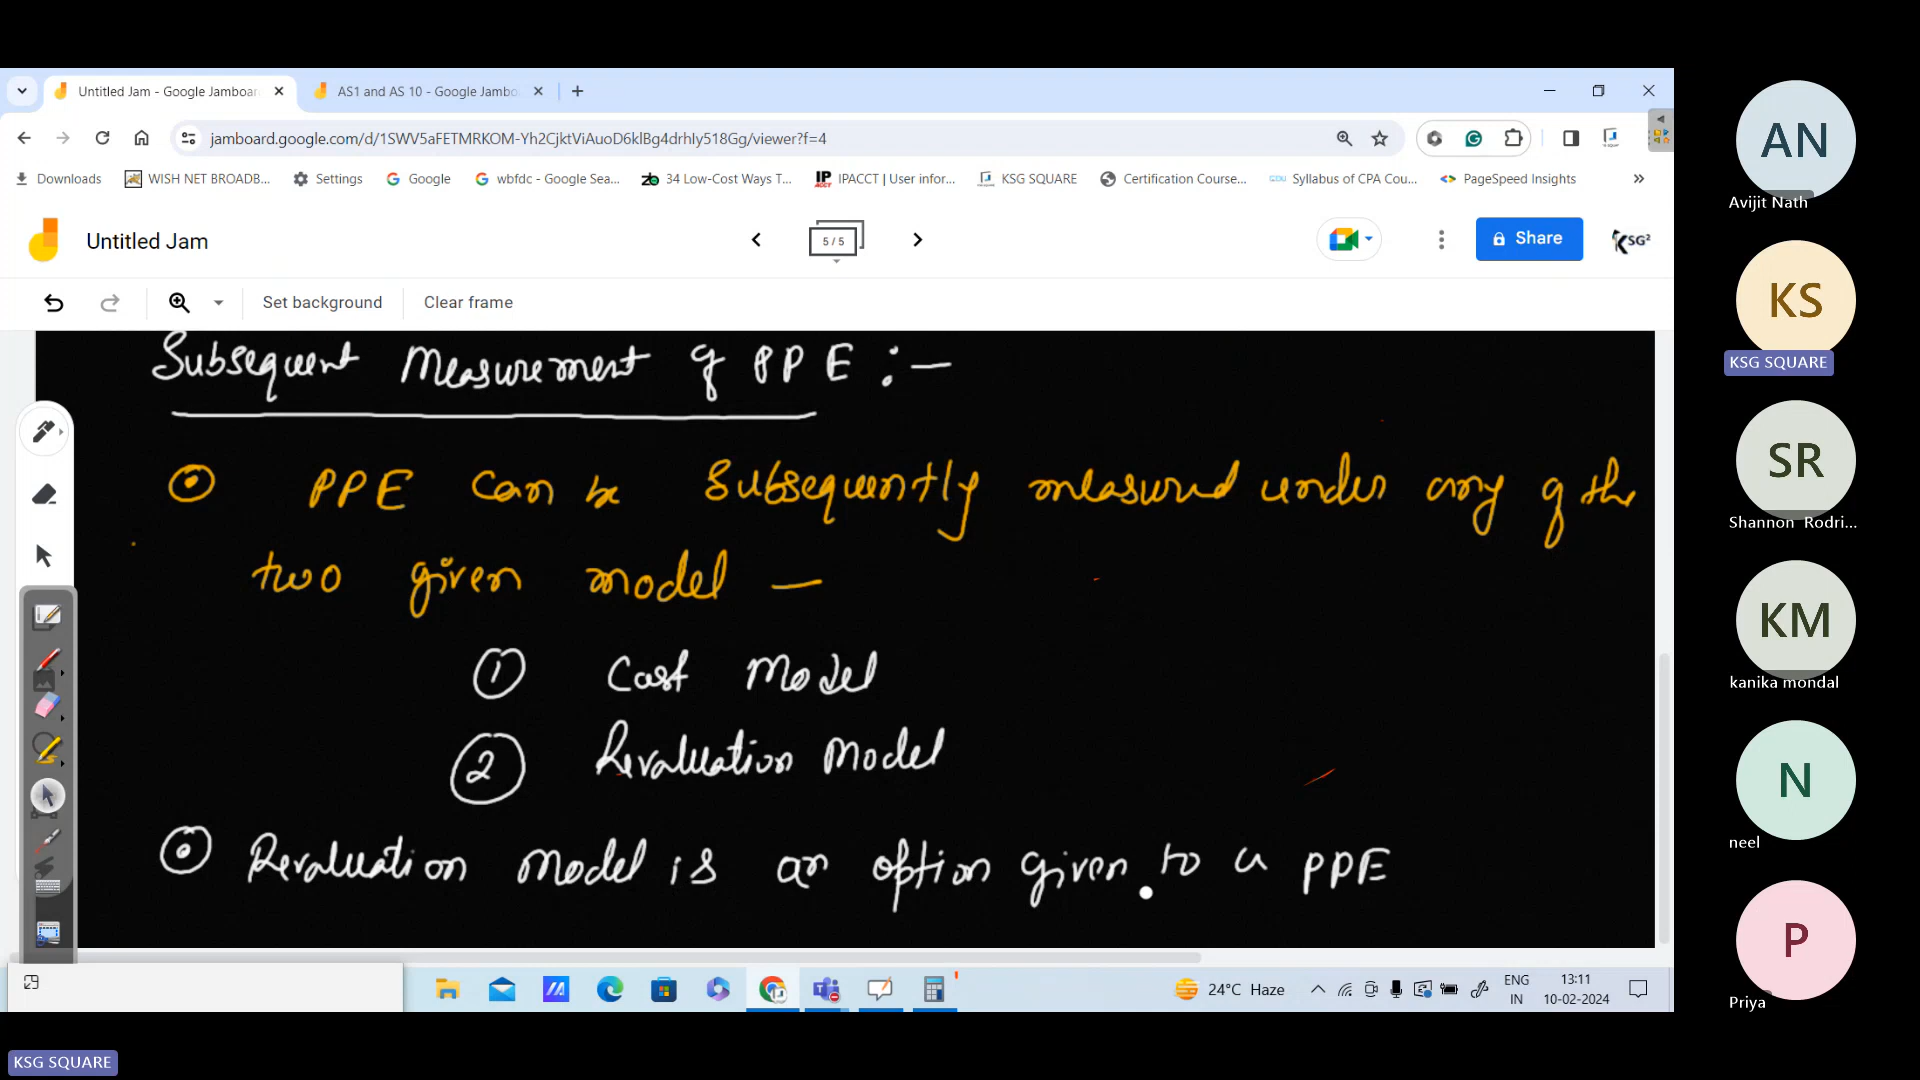 Untitled Jam - Google Jamboar
AS1 and AS 10 - Google Jambo
jamboard.google.com/d/1SWV5aFETMRKOM-Yh2CjktViAuoD6klBg4drhly518Gg/viewer?f=4
Downloads
WISH NET BROADB...
Settings
Google
wbfdc - Google Sea...
34 Low-Cost Ways T...
IPACCT | User infor...
KSG SQUARE
Certification Course...
Syllabus of CPA Cou...
PageSpeed Insights
Untitled Jam
5 / 5
Share
KSG²
Set background
Clear frame
Subsequent Measurement of PPE :-
PPE can be Subsequently measured under any of the
two given model —
① Cost Model
② Revaluation Model
Revaluation Model is an option given to a PPE
24°C Haze
ENG
IN
13:11
10-02-2024
AN
Avijit Nath
KS
KSG SQUARE
SR
Shannon Rodri...
KM
kanika mondal
N
neel
P
Priya
KSG SQUARE